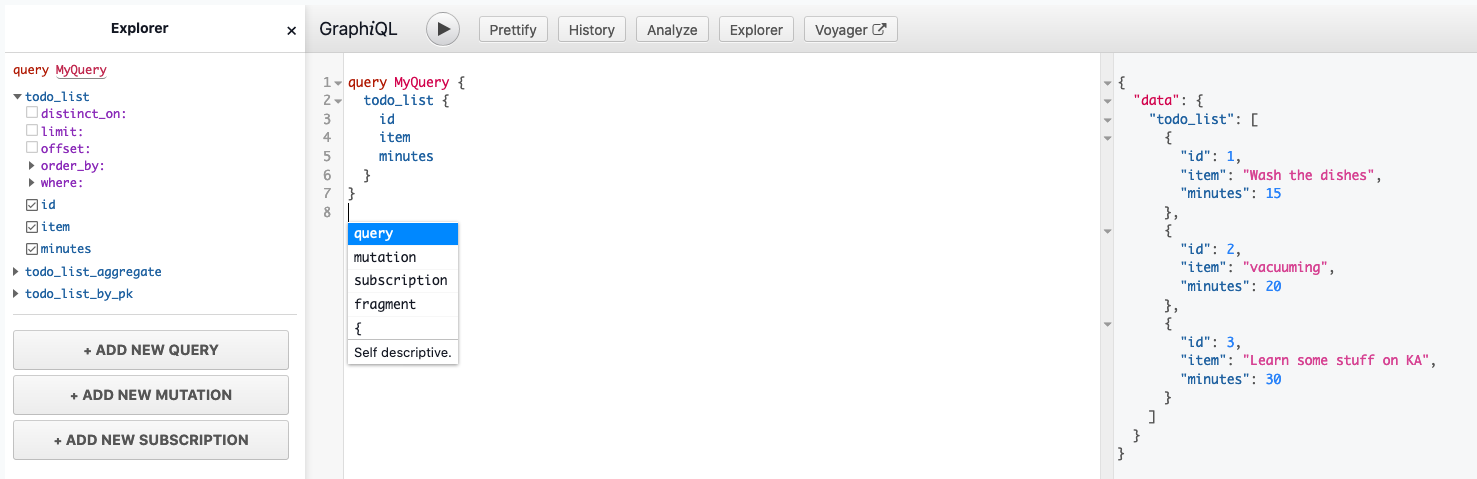 Explorer
×
query MyQuery
todo_list
distinct_on:
limit:
offset:
order_by:
where:
id
item
minutes
todo_list_aggregate
todo_list_by_pk
+ ADD NEW QUERY
+ ADD NEW MUTATION
+ ADD NEW SUBSCRIPTION
GraphiQL
Prettify
History
Analyze
Explorer
Voyager
1 query MyQuery {
2 todo_list {
3 id
4 item
5 minutes
6 }
7 }
8
query
mutation
subscription
fragment
{
Self descriptive.
{
"data": {
"todo_list": [
{
"id": 1,
"item": "Wash the dishes",
"minutes": 15
},
{
"id": 2,
"item": "vacuuming",
"minutes": 20
},
{
"id": 3,
"item": "Learn some stuff on KA",
"minutes": 30
}
]
}
}